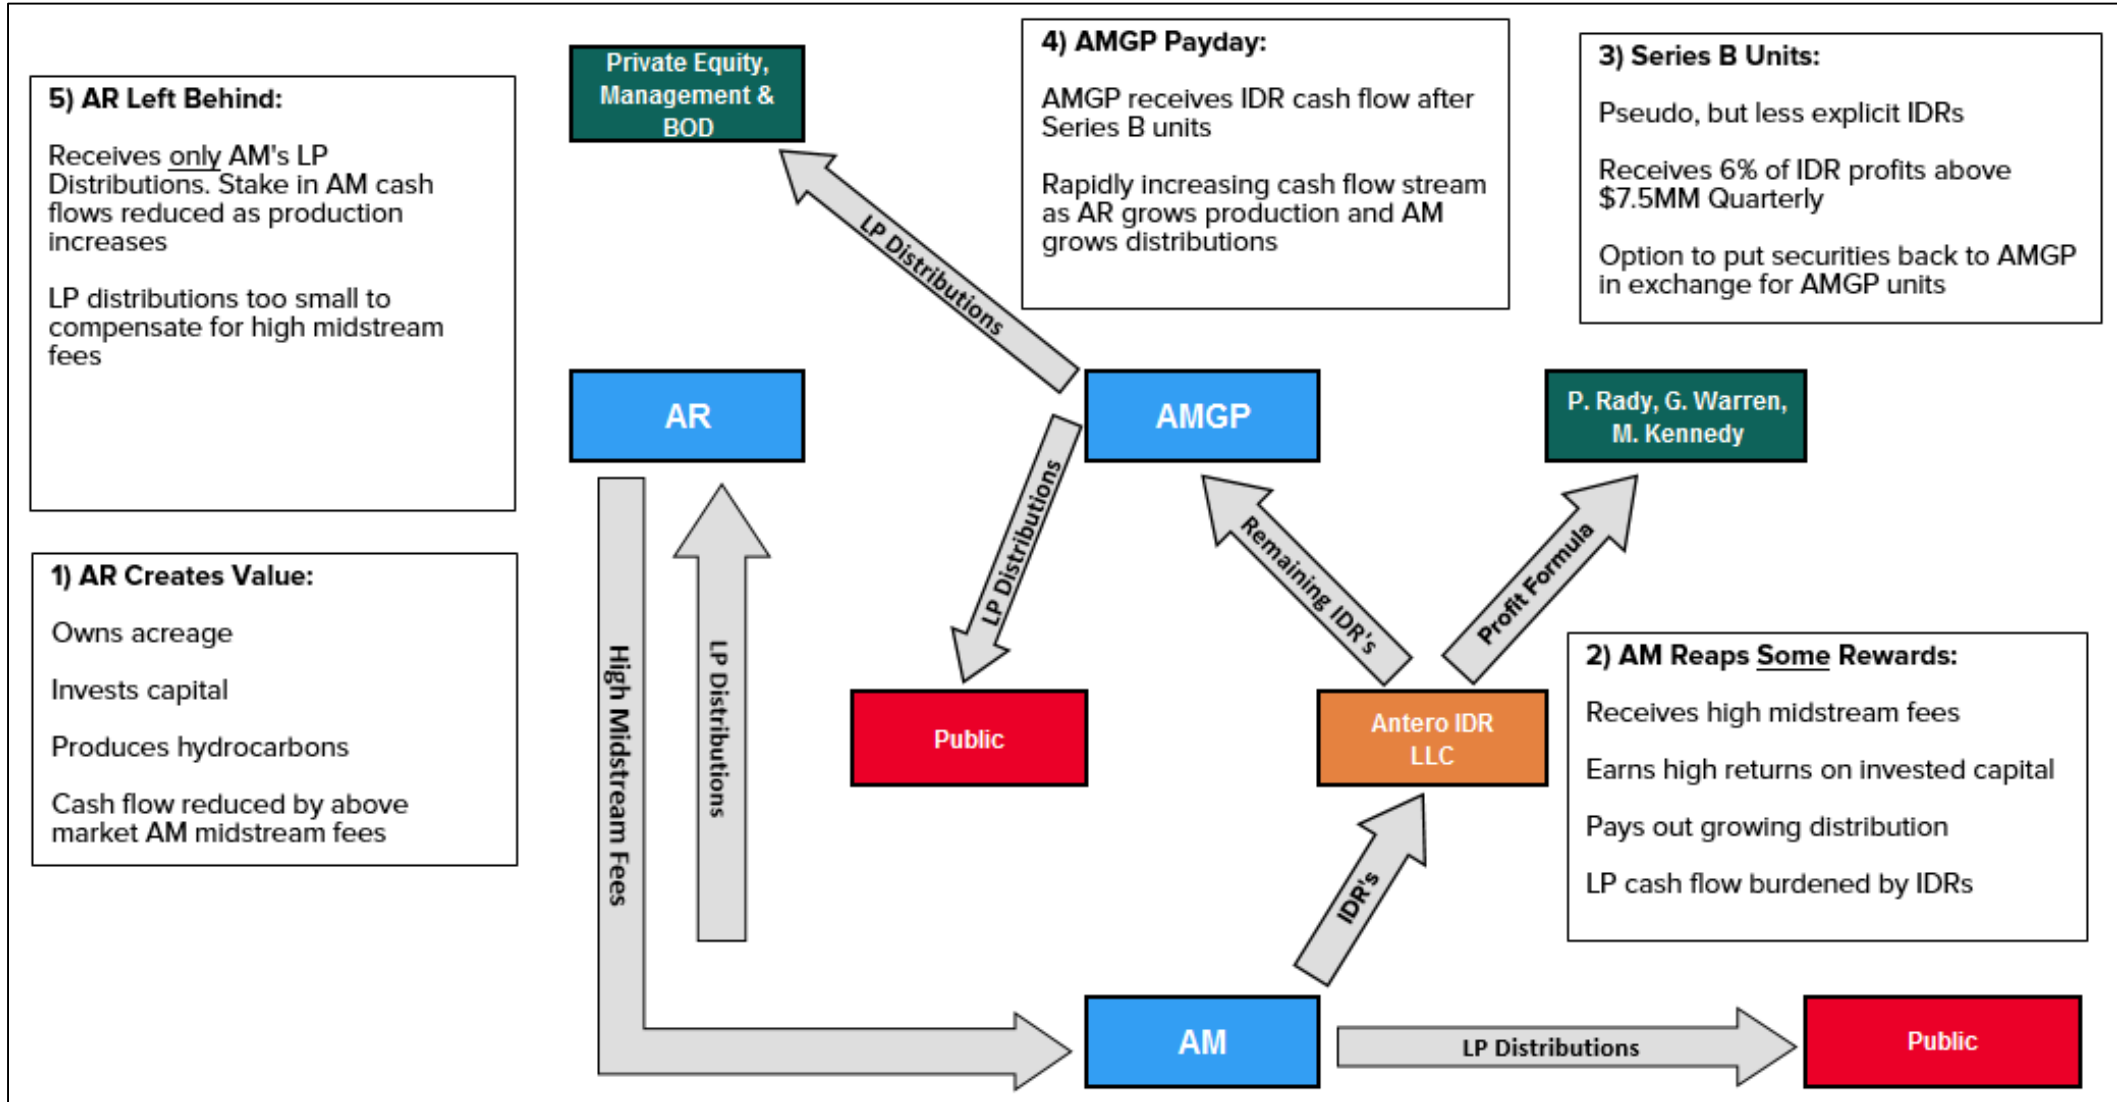 Private Equity,
Management &
BOD
4) AMGP Payday:
AMGP receives IDR cash flow after
Series B units
Rapidly increasing cash flow stream
as AR grows production and AM
grows distributions
3) Series B Units:
Pseudo, but less explicit IDRs
Receives 6% of IDR profits above
$7.5MM Quarterly
Option to put securities back to AMGP
in exchange for AMGP units
5) AR Left Behind:
Receives only AM's LP
Distributions. Stake in AM cash
flows reduced as production
increases
LP distributions too small to
compensate for high midstream
fees
LP Distributions
AR
AMGP
P. Rady, G. Warren,
M. Kennedy
LP Distributions
Remaining IDR's
Profit Formula
1) AR Creates Value:
Owns acreage
Invests capital
Produces hydrocarbons
Cash flow reduced by above
market AM midstream fees
High Midstream Fees
LP Distributions
Public
Antero IDR
LLC
2) AM Reaps Some Rewards:
Receives high midstream fees
Earns high returns on invested capital
Pays out growing distribution
LP cash flow burdened by IDRs
IDR's
AM
LP Distributions
Public